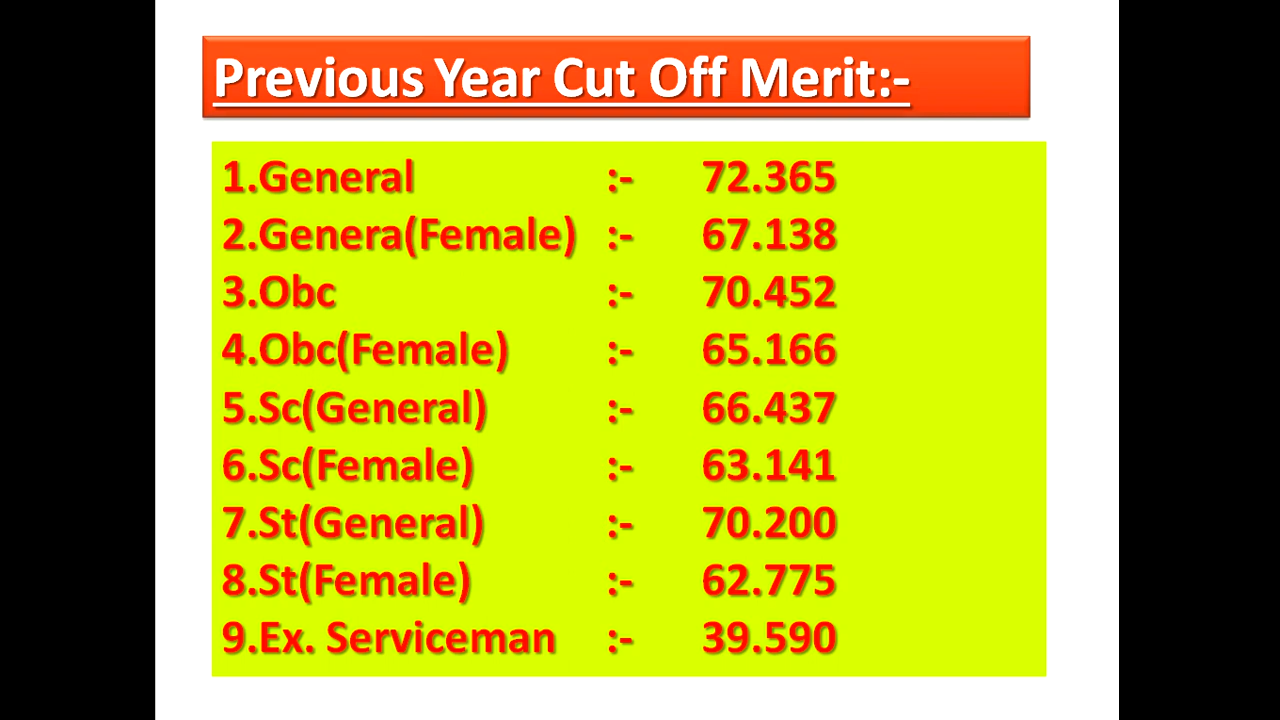 Previous Year Cut Off Merit:-
1.General :- 72.365
2.Genera(Female) :- 67.138
3.Obc :- 70.452
4.Obc(Female) :- 65.166
5.Sc(General) :- 66.437
6.Sc(Female) :- 63.141
7.St(General) :- 70.200
8.St(Female) :- 62.775
9.Ex. Serviceman :- 39.590